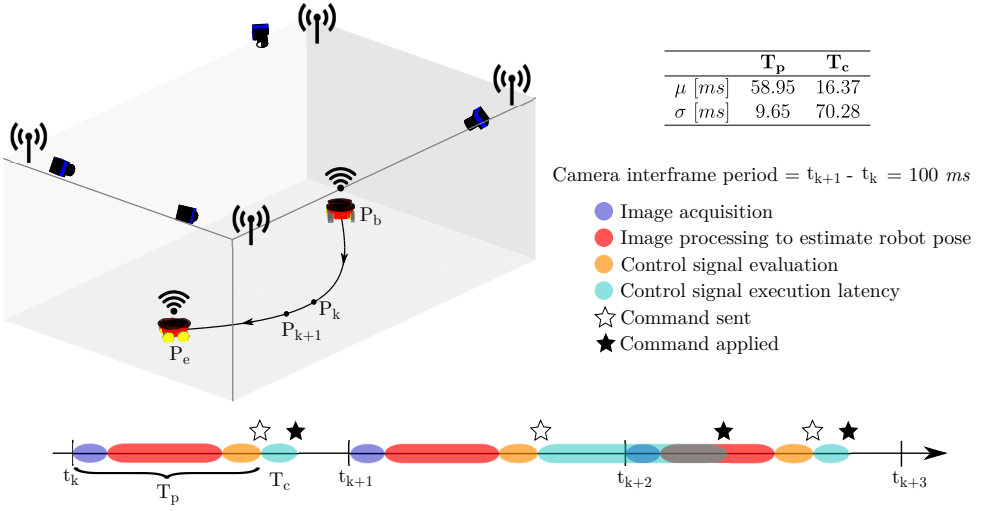 T_p T_c
μ [ms] 58.95 16.37
σ [ms] 9.65 70.28
Camera interframe period = t_{k+1} - t_k = 100 ms
Image acquisition
Image processing to estimate robot pose
Control signal evaluation
Control signal execution latency
Command sent
Command applied
P_b
P_k
P_{k+1}
P_e
t_k T_p T_c t_{k+1} t_{k+2} t_{k+3}